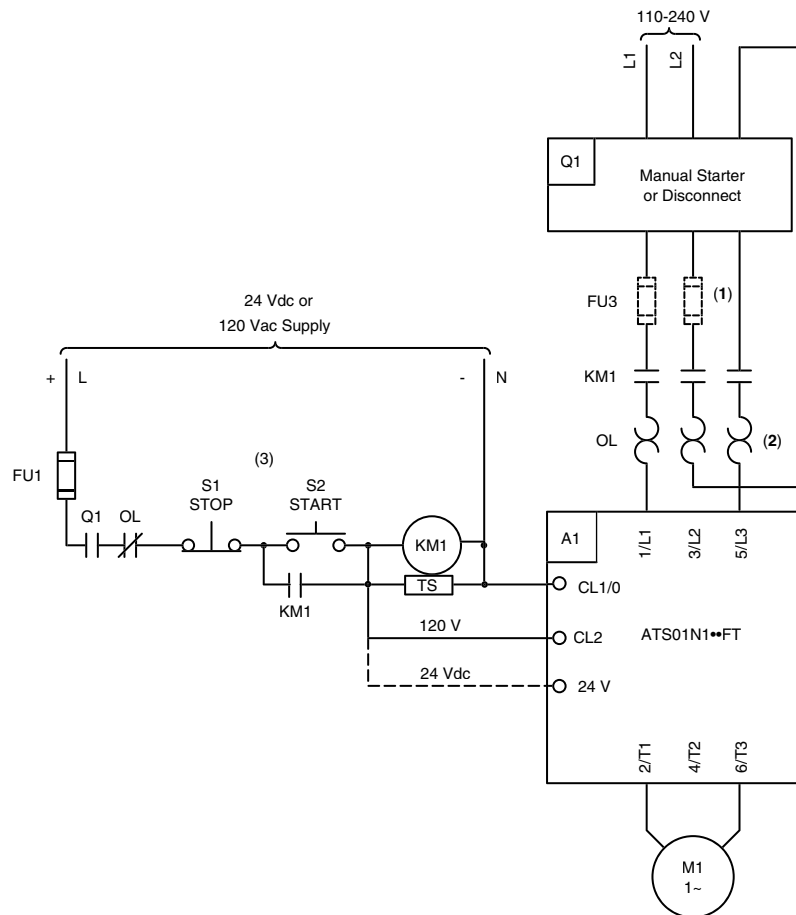 110-240 V
L1
L2
Q1
Manual Starter
or Disconnect
FU3
(1)
24 Vdc or
120 Vac Supply
+ L
- N
KM1
OL
(2)
FU1
(3)
S1
STOP
S2
START
Q1
OL
KM1
A1
1/L1
3/L2
5/L3
TS
CL1/0
KM1
120 V
CL2
ATS01N1••FT
24 Vdc
24 V
2/T1
4/T2
6/T3
M1
1~